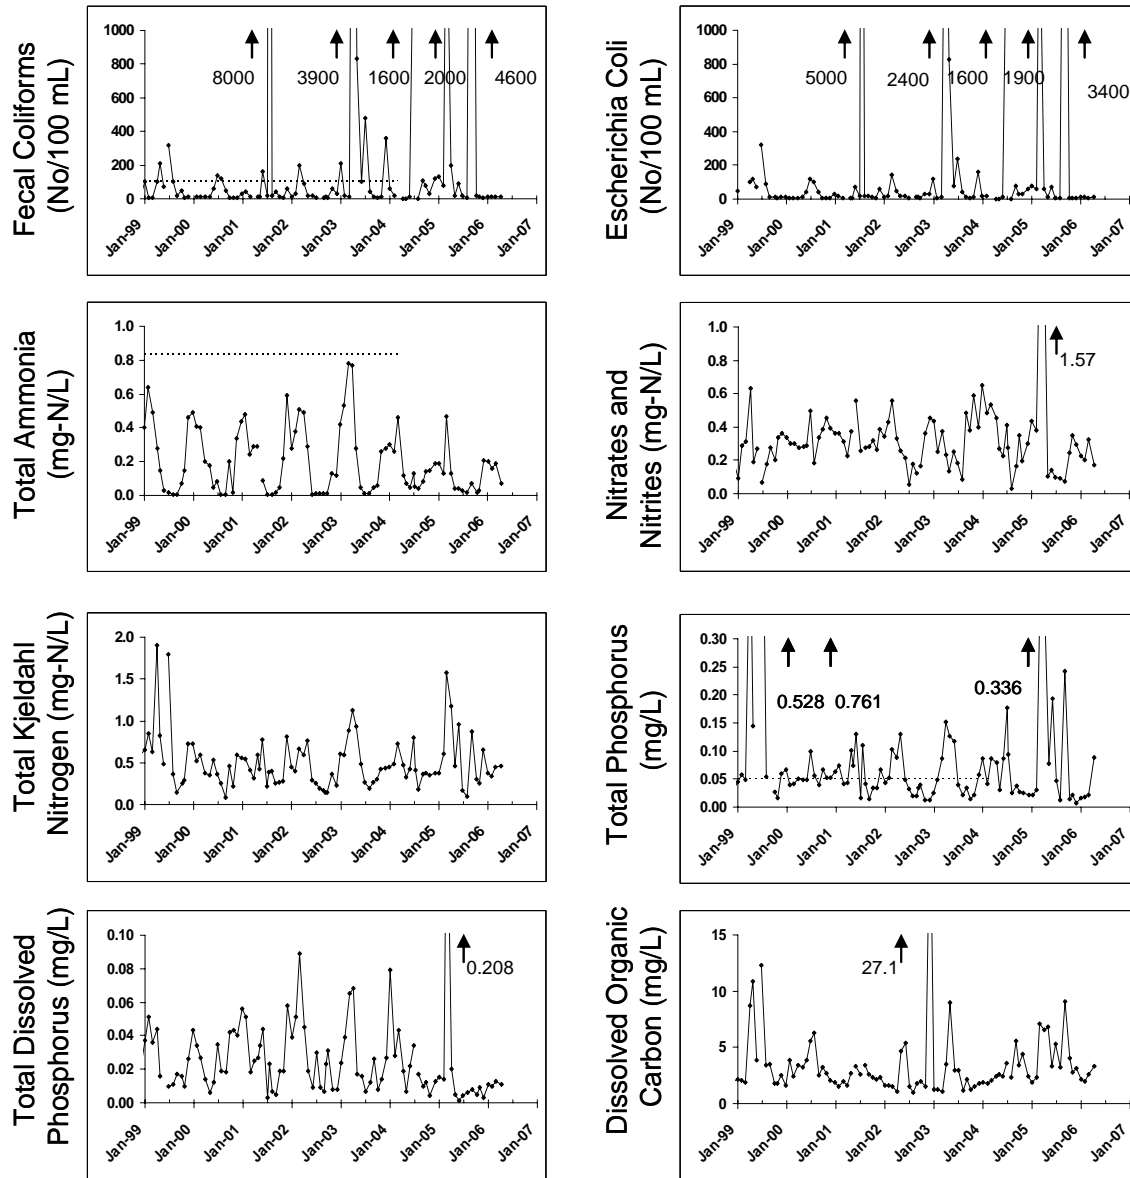 Fecal Coliforms
(No/100 mL)
1000
800
600
400
200
0
8000
3900
1600
2000
4600
Jan-99
Jan-00
Jan-01
Jan-02
Jan-03
Jan-04
Jan-05
Jan-06
Jan-07
Escherichia Coli
(No/100 mL)
1000
800
600
400
200
0
5000
2400
1600
1900
3400
Jan-99
Jan-00
Jan-01
Jan-02
Jan-03
Jan-04
Jan-05
Jan-06
Jan-07
Total Ammonia
(mg-N/L)
1.0
0.8
0.6
0.4
0.2
0.0
Jan-99
Jan-00
Jan-01
Jan-02
Jan-03
Jan-04
Jan-05
Jan-06
Jan-07
Nitrates and
Nitrites (mg-N/L)
1.0
0.8
0.6
0.4
0.2
0.0
1.57
Jan-99
Jan-00
Jan-01
Jan-02
Jan-03
Jan-04
Jan-05
Jan-06
Jan-07
Total Kjeldahl
Nitrogen (mg-N/L)
2.0
1.5
1.0
0.5
0.0
Jan-99
Jan-00
Jan-01
Jan-02
Jan-03
Jan-04
Jan-05
Jan-06
Jan-07
Total Phosphorus
(mg/L)
0.30
0.25
0.20
0.15
0.10
0.05
0.00
0.528
0.761
0.336
Jan-99
Jan-00
Jan-01
Jan-02
Jan-03
Jan-04
Jan-05
Jan-06
Jan-07
Total Dissolved
Phosphorus (mg/L)
0.10
0.08
0.06
0.04
0.02
0.00
0.208
Jan-99
Jan-00
Jan-01
Jan-02
Jan-03
Jan-04
Jan-05
Jan-06
Jan-07
Dissolved Organic
Carbon (mg/L)
15
10
5
0
27.1
Jan-99
Jan-00
Jan-01
Jan-02
Jan-03
Jan-04
Jan-05
Jan-06
Jan-07